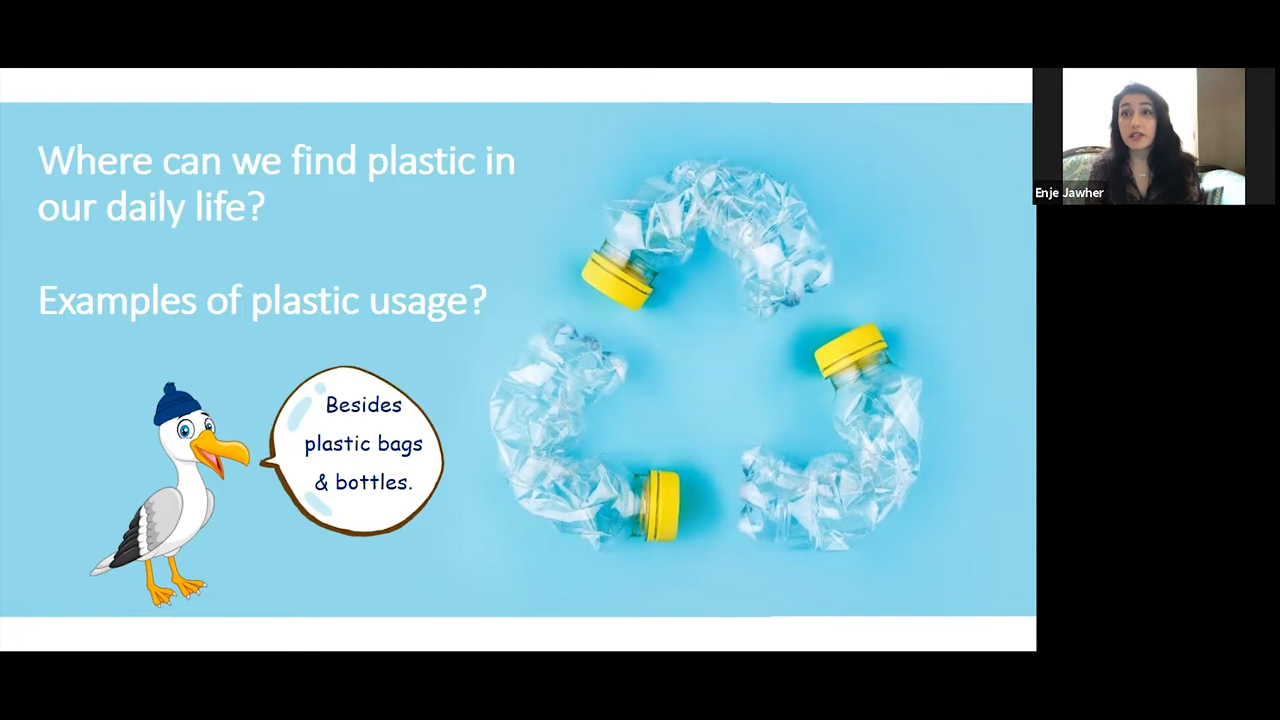 Where can we find plastic in
our daily life?
Examples of plastic usage?
Besides
plastic bags
& bottles.
Enje Jawher